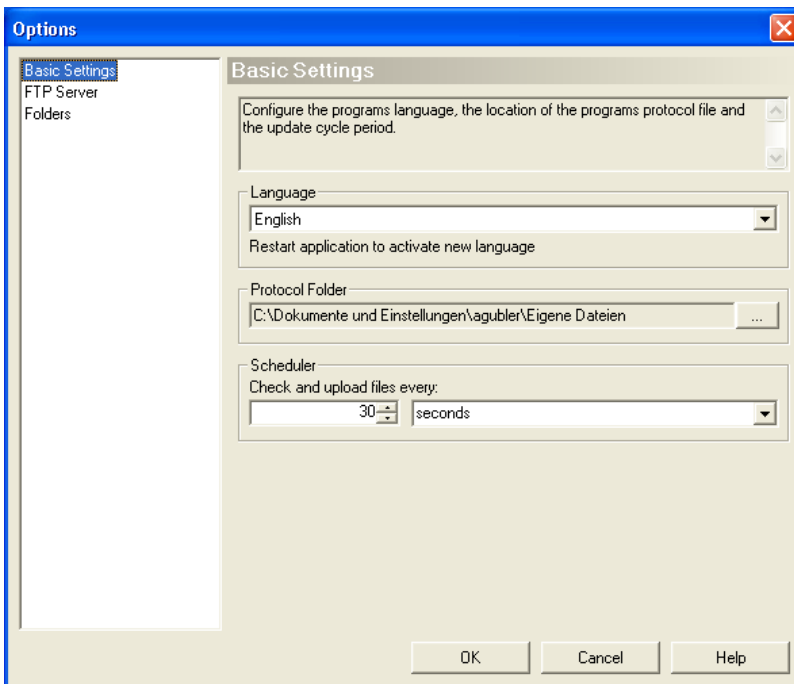 Options
Basic Settings
FTP Server
Folders
Basic Settings
Configure the programs language, the location of the programs protocol file and
the update cycle period.
Language
English
Restart application to activate new language
Protocol Folder
C:\Dokumente und Einstellungen\agubler\Eigene Dateien
...
Scheduler
Check and upload files every:
30
seconds
OK
Cancel
Help